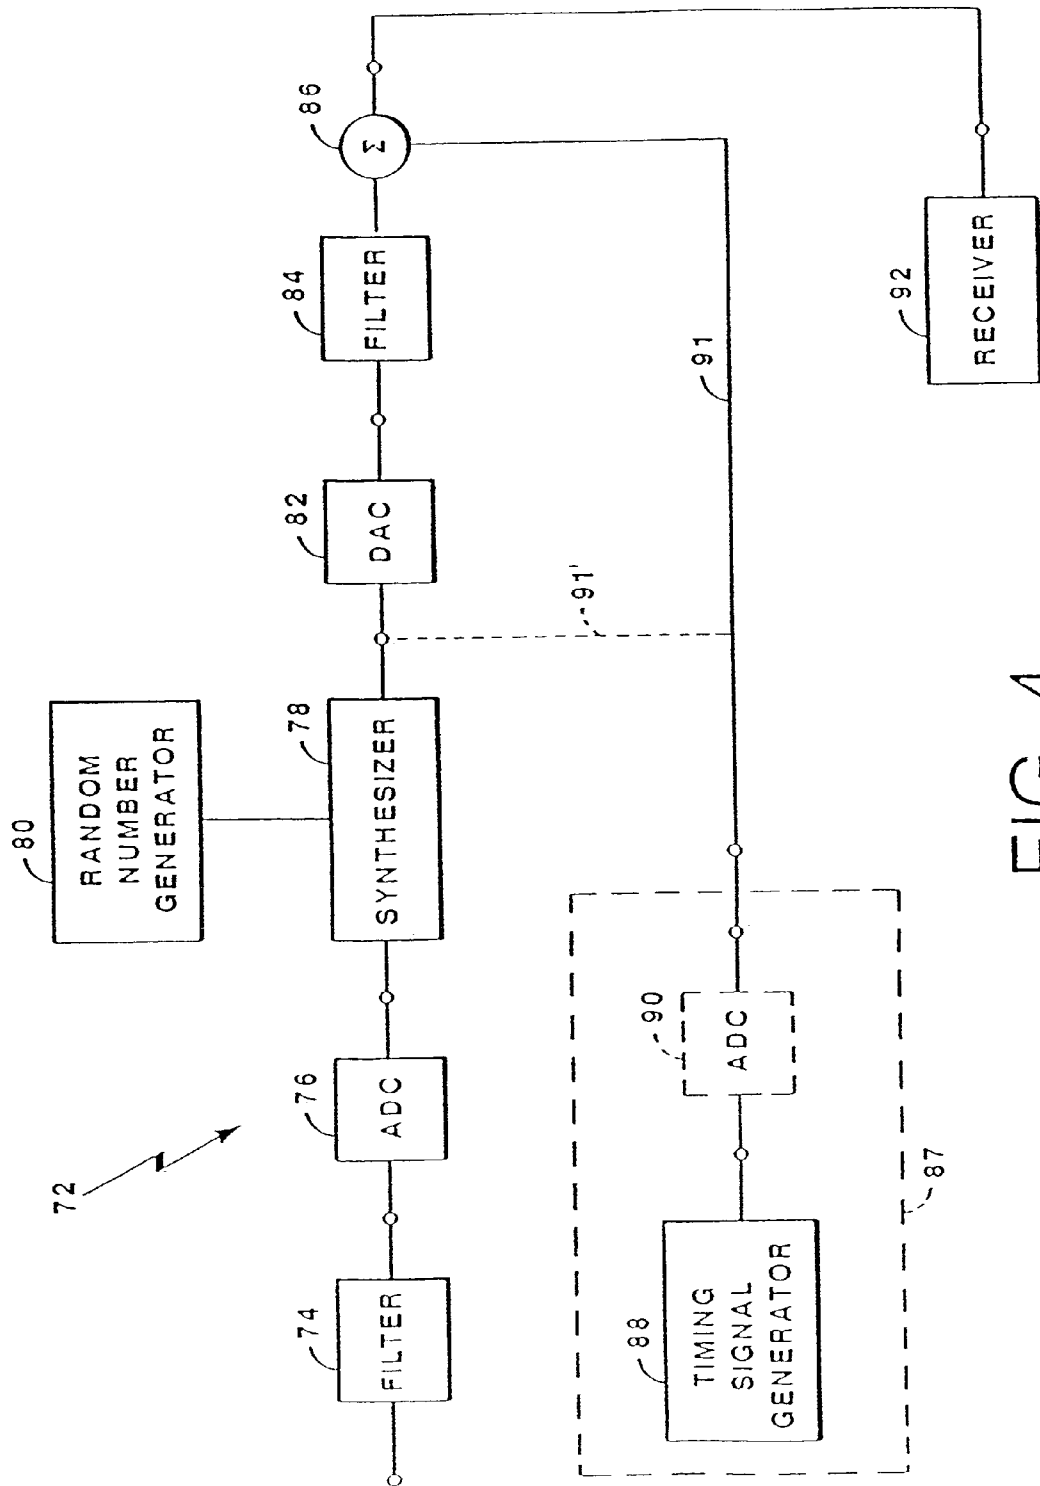 72
80
RANDOM
NUMBER
GENERATOR
74
FILTER
76
ADC
78
SYNTHESIZER
82
DAC
84
FILTER
86
Σ
91'
91
88
TIMING
SIGNAL
GENERATOR
90
ADC
87
92
RECEIVER
FIG. 4